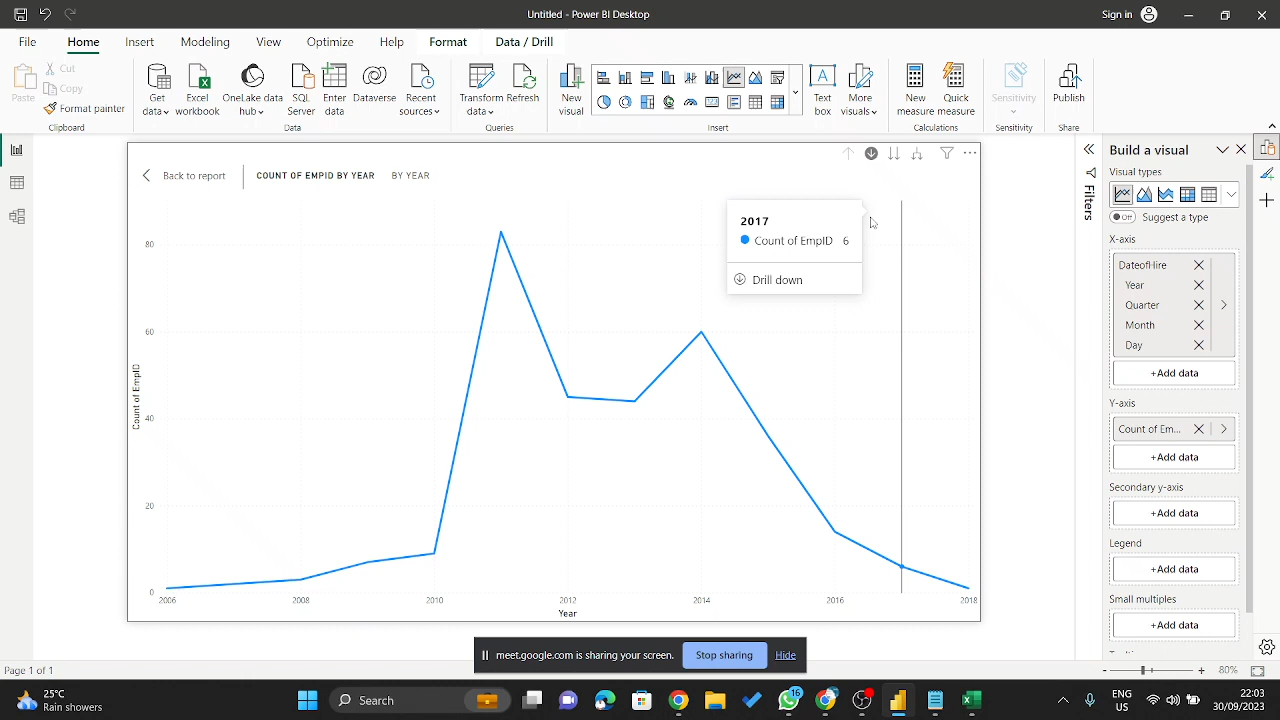 Untitled - Power BI Desktop
Sign in
File Home Insert Modeling View Optimize Help Format Data / Drill
Paste
Cut
Copy
Format painter
Clipboard
Get data
Excel workbook
OneLake data hub
SQL Server
Enter data
Dataverse
Recent sources
Data
Transform data
Refresh
Queries
New visual
Text box
More visuals
Insert
New measure
Quick measure
Calculations
Sensitivity
Sensitivity
Publish
Share
Back to report
COUNT OF EMPID BY YEAR
BY YEAR
2017
Count of EmpID 6
Drill down
80
60
40
20
0
Count of EmpID
2006 2008 2010 2012 2014 2016 2018
Year
Filters
Build a visual
Visual types
Off
Suggest a type
X-axis
DateofHire
Year
Quarter
Month
Day
+Add data
Y-axis
Count of Em...
+Add data
Secondary y-axis
+Add data
Legend
+Add data
Small multiples
+Add data
meet.google.com is sharing your screen.
Stop sharing
Hide
Page 1 of 1
80%
25°C
Rain showers
Search
16
ENG
US
22:05
30/09/2023